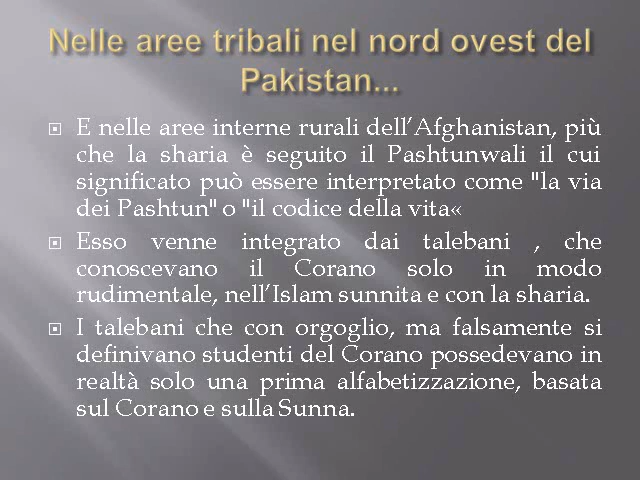 Nelle aree tribali nel nord ovest del
Pakistan...
E nelle aree interne rurali dell’Afghanistan, più
che la sharia è seguito il Pashtunwali il cui
significato può essere interpretato come "la via
dei Pashtun" o "il codice della vita«
Esso venne integrato dai talebani , che
conoscevano il Corano solo in modo
rudimentale, nell’Islam sunnita e con la sharia.
I talebani che con orgoglio, ma falsamente si
definivano studenti del Corano possedevano in
realtà solo una prima alfabetizzazione, basata
sul Corano e sulla Sunna.